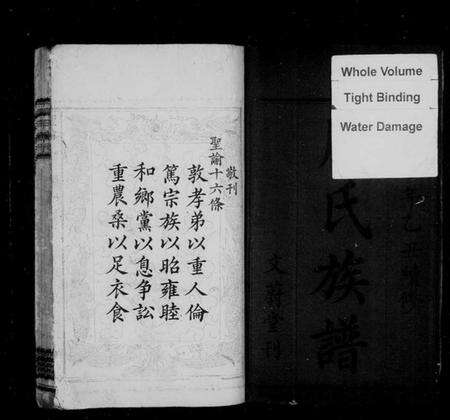 Whole Volume
Tight Binding
Water Damage
氏族譜
敬刊
聖諭十六條
敦孝弟以重人倫
篤宗族以昭雍睦
和鄉黨以息争訟
重農桑以足衣食